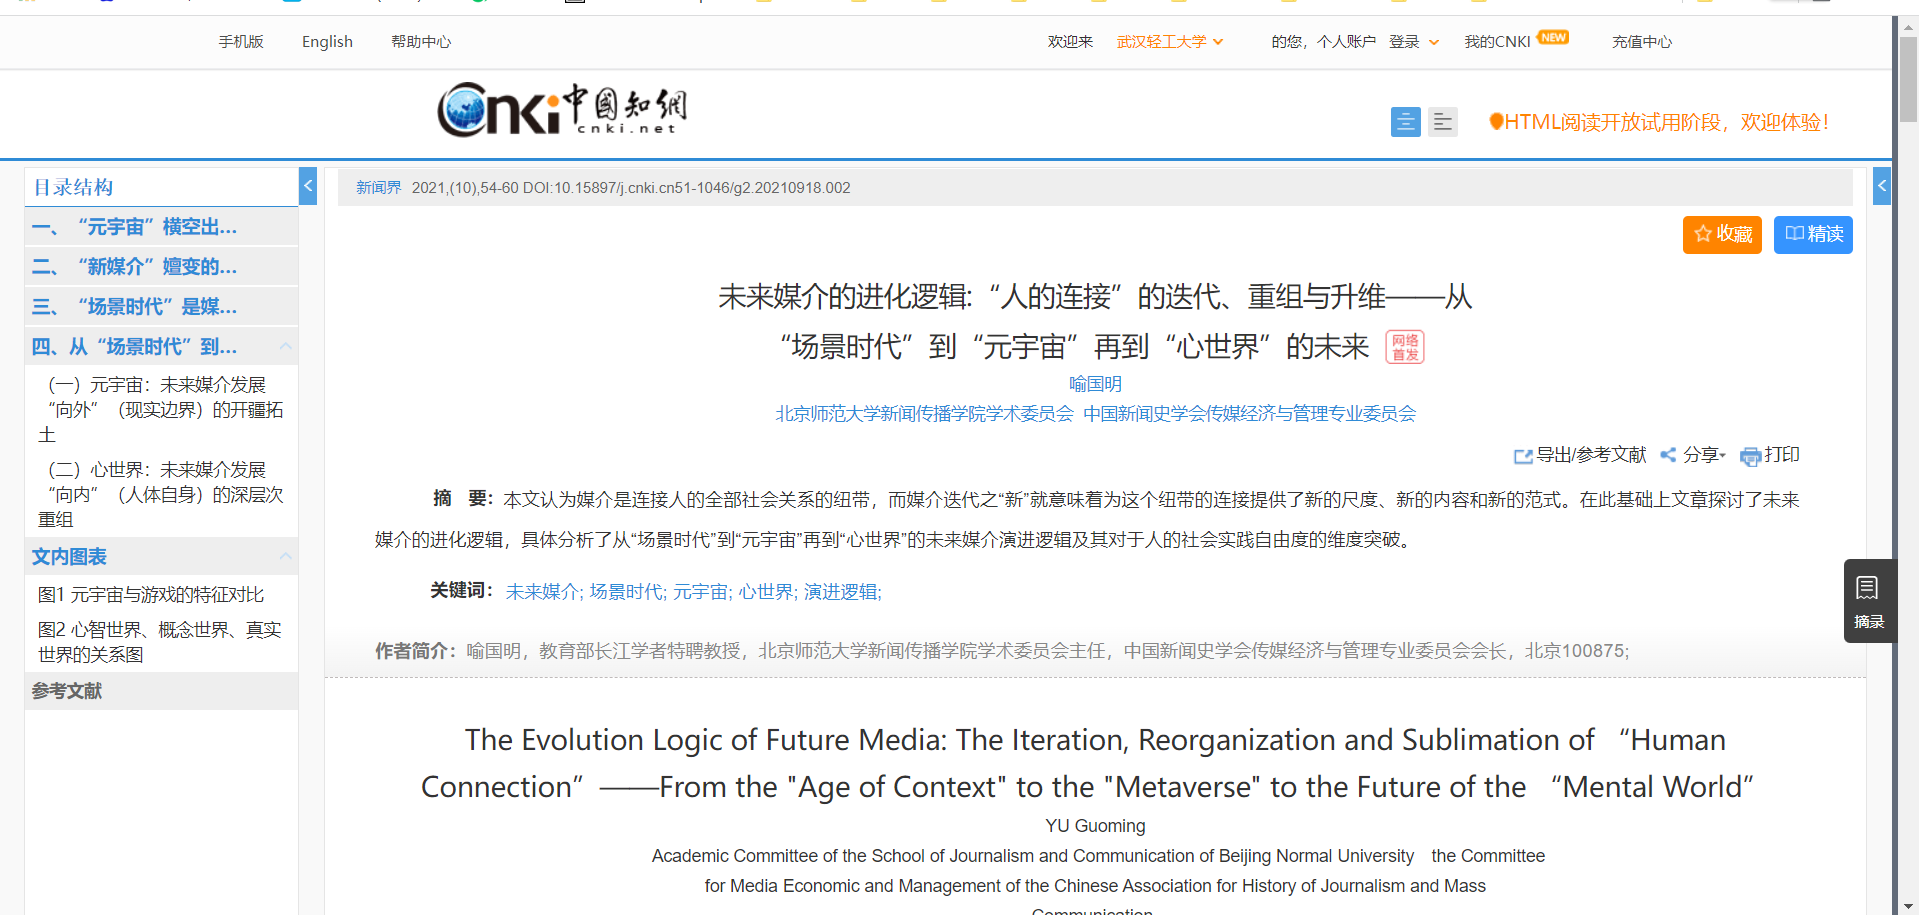 手机版 English 帮助中心 欢迎来 武汉轻工大学 的您，个人账户 登录 我的CNKI NEW 充值中心
Cnki 中國知網
cnki.net
HTML阅读开放试用阶段，欢迎体验！
目录结构
一、“元宇宙”横空出...
二、“新媒介”嬗变的...
三、“场景时代”是媒...
四、从“场景时代”到...
（一）元宇宙：未来媒介发展
“向外”（现实边界）的开疆拓
土
（二）心世界：未来媒介发展
“向内”（人体自身）的深层次
重组
文内图表
图1 元宇宙与游戏的特征对比
图2 心智世界、概念世界、真实
世界的关系图
参考文献
新闻界 2021,(10),54-60 DOI:10.15897/j.cnki.cn51-1046/g2.20210918.002
收藏 精读
未来媒介的进化逻辑:“人的连接”的迭代、重组与升维——从
“场景时代”到“元宇宙”再到“心世界”的未来 网络
首发
喻国明
北京师范大学新闻传播学院学术委员会 中国新闻史学会传媒经济与管理专业委员会
导出/参考文献 分享 打印
摘 要：本文认为媒介是连接人的全部社会关系的纽带，而媒介迭代之“新”就意味着为这个纽带的连接提供了新的尺度、新的内容和新的范式。在此基础上文章探讨了未来
媒介的进化逻辑，具体分析了从“场景时代”到“元宇宙”再到“心世界”的未来媒介演进逻辑及其对于人的社会实践自由度的维度突破。
关键词：未来媒介; 场景时代; 元宇宙; 心世界; 演进逻辑;
作者简介：喻国明，教育部长江学者特聘教授，北京师范大学新闻传播学院学术委员会主任，中国新闻史学会传媒经济与管理专业委员会会长，北京100875;
摘录
The Evolution Logic of Future Media: The Iteration, Reorganization and Sublimation of “Human
Connection”——From the "Age of Context" to the "Metaverse" to the Future of the “Mental World”
YU Guoming
Academic Committee of the School of Journalism and Communication of Beijing Normal University the Committee
for Media Economic and Management of the Chinese Association for History of Journalism and Mass
Communication